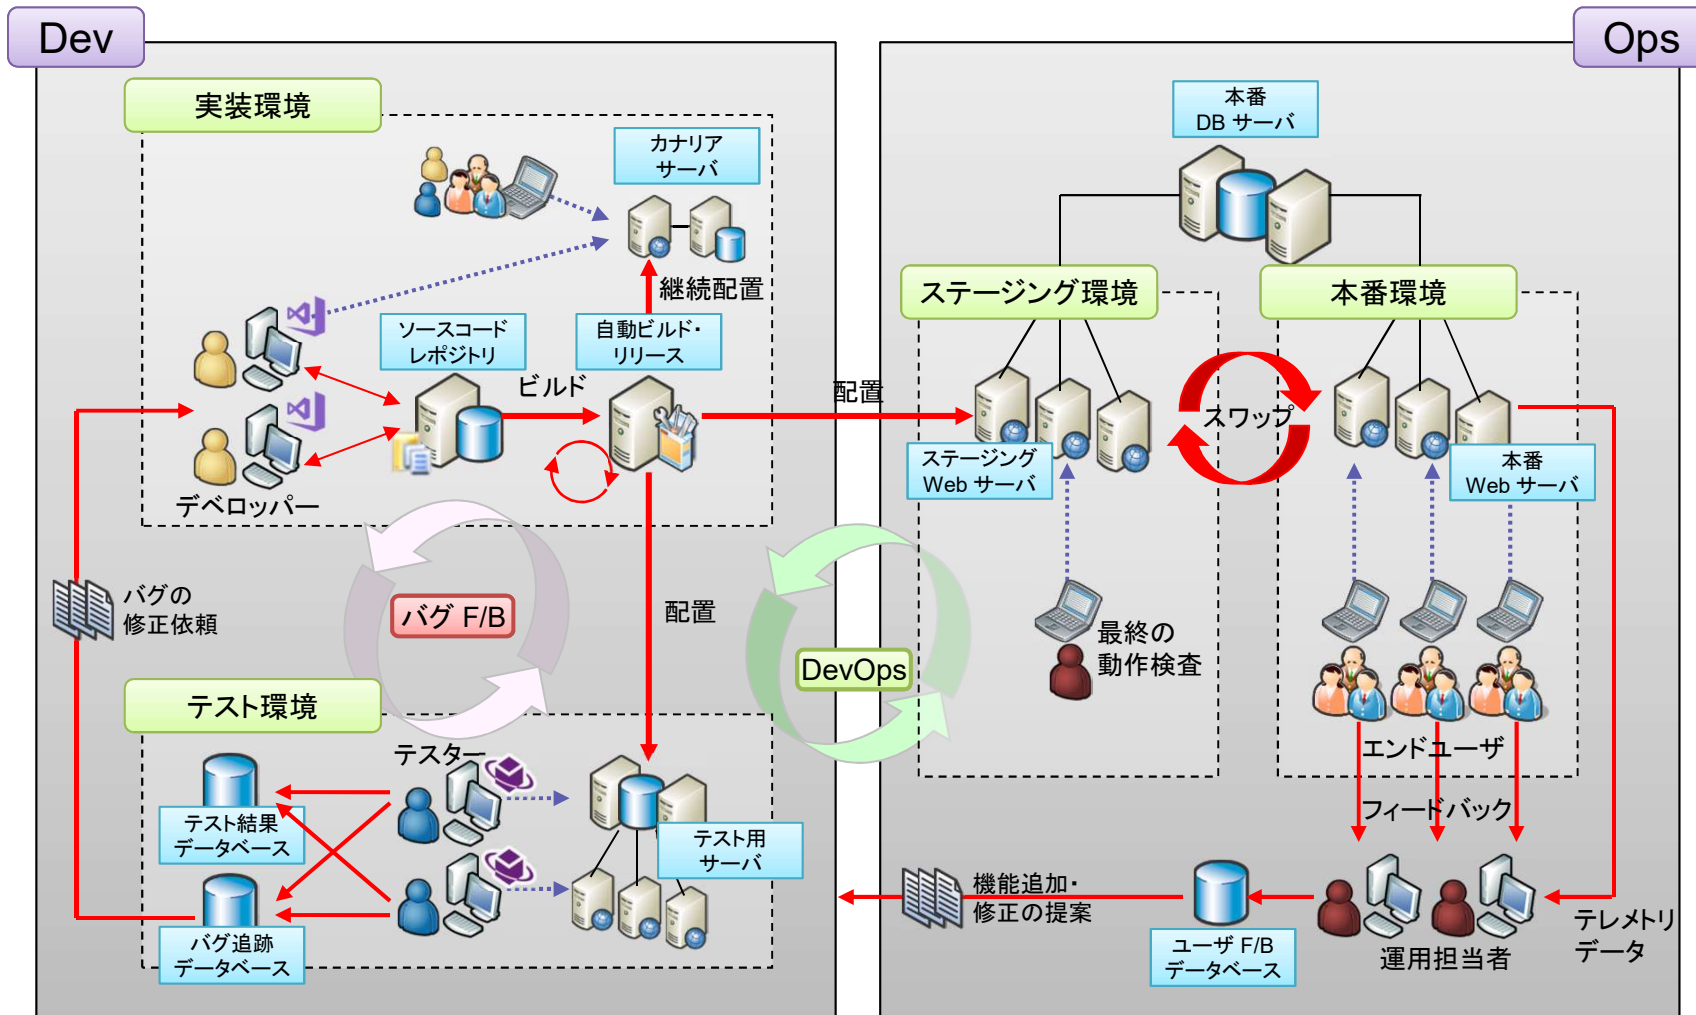 Dev
実装環境
カナリア
サーバ
継続配置
ソースコード
レポジトリ
自動ビルド・
リリース
ビルド
デベロッパー
バグの
修正依頼
バグ F/B
配置
テスト環境
テスター
テスト結果
データベース
バグ追跡
データベース
テスト用
サーバ
配置
DevOps
Ops
本番
DB サーバ
ステージング環境
本番環境
スワップ
ステージング
Web サーバ
本番
Web サーバ
最終の
動作検査
エンドユーザ
フィードバック
機能追加・
修正の提案
ユーザ F/B
データベース
運用担当者
テレメトリ
データ